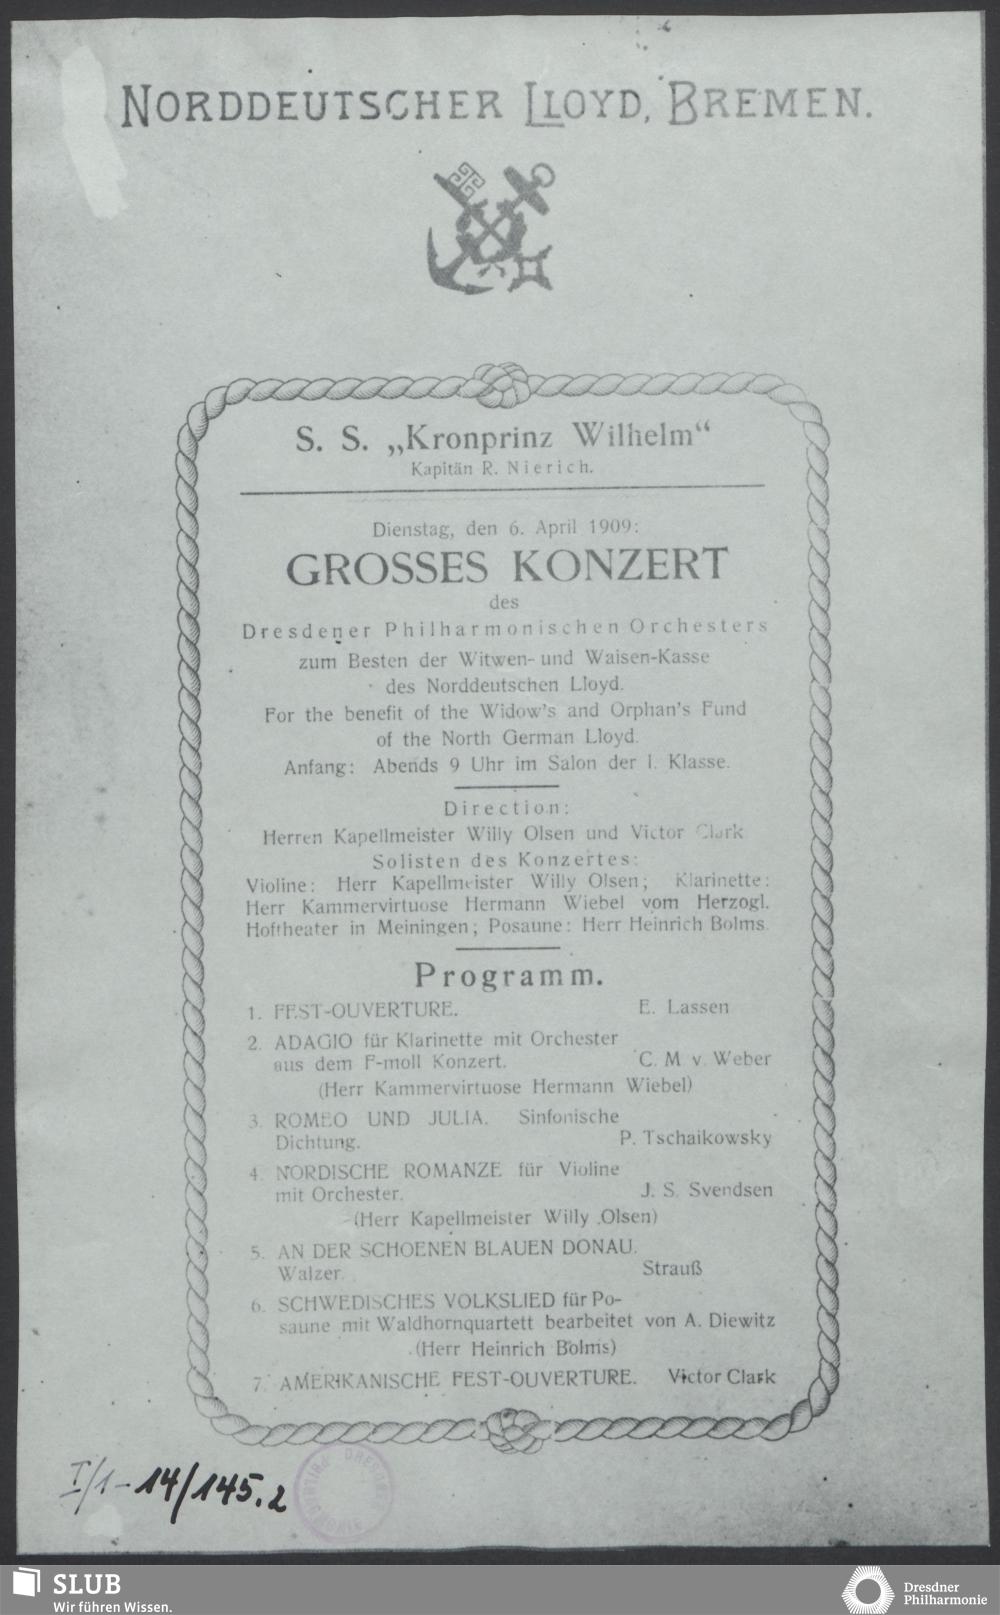 NORDDEUTSCHER LLOYD, BREMEN.
S. S. „Kronprinz Wilhelm“
Kapitän R. Nierich.
Dienstag, den 6. April 1909:
GROSSES KONZERT
des
Dresdener Philharmonischen Orchesters
zum Besten der Witwen- und Waisen-Kasse
des Norddeutschen Lloyd.
For the benefit of the Widow's and Orphan's Fund
of the North German Lloyd.
Anfang: Abends 9 Uhr im Salon der I. Klasse.
Direction:
Herren Kapellmeister Willy Olsen und Victor Clark
Solisten des Konzertes:
Violine: Herr Kapellmeister Willy Olsen; Klarinette:
Herr Kammervirtuose Hermann Wiebel vom Herzogl.
Hoftheater in Meiningen; Posaune: Herr Heinrich Bolms.
Programm.
1. FEST-OUVERTURE. E. Lassen
2. ADAGIO für Klarinette mit Orchester
aus dem F-moll Konzert. C. M v. Weber
(Herr Kammervirtuose Hermann Wiebel)
3. ROMEO UND JULIA. Sinfonische
Dichtung. P. Tschaikowsky
4. NORDISCHE ROMANZE für Violine
mit Orchester. J. S. Svendsen
(Herr Kapellmeister Willy Olsen)
5. AN DER SCHOENEN BLAUEN DONAU.
Walzer. Strauß
6. SCHWEDISCHES VOLKSLIED für Po-
saune mit Waldhornquartett bearbeitet von A. Diewitz
(Herr Heinrich Bolms)
7. AMERIKANISCHE FEST-OUVERTURE. Victor Clark
I/1-14/145.2
DRESDNER PHILHARMONIE
SLUB
Wir führen Wissen.
Dresdner
Philharmonie